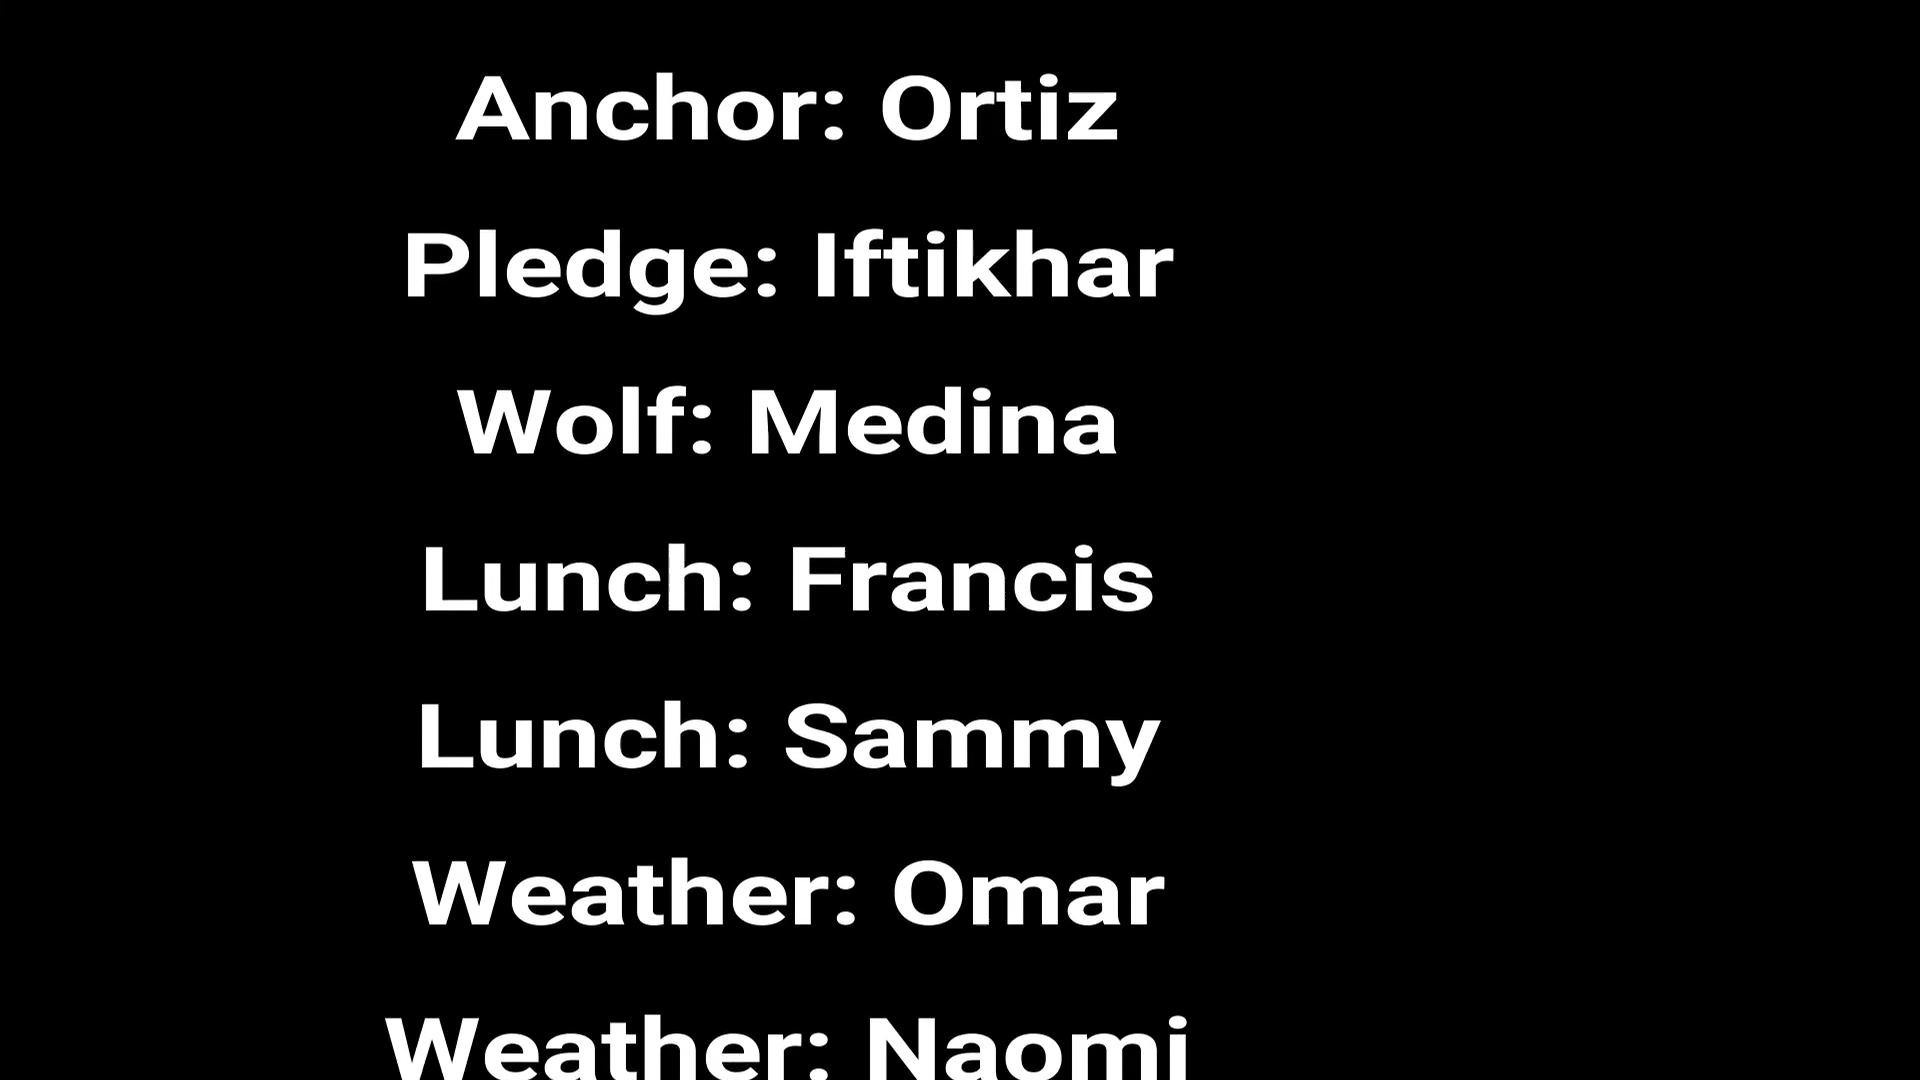 Anchor: Ortiz
Pledge: Iftikhar
Wolf: Medina
Lunch: Francis
Lunch: Sammy
Weather: Omar
Weather: Naomi